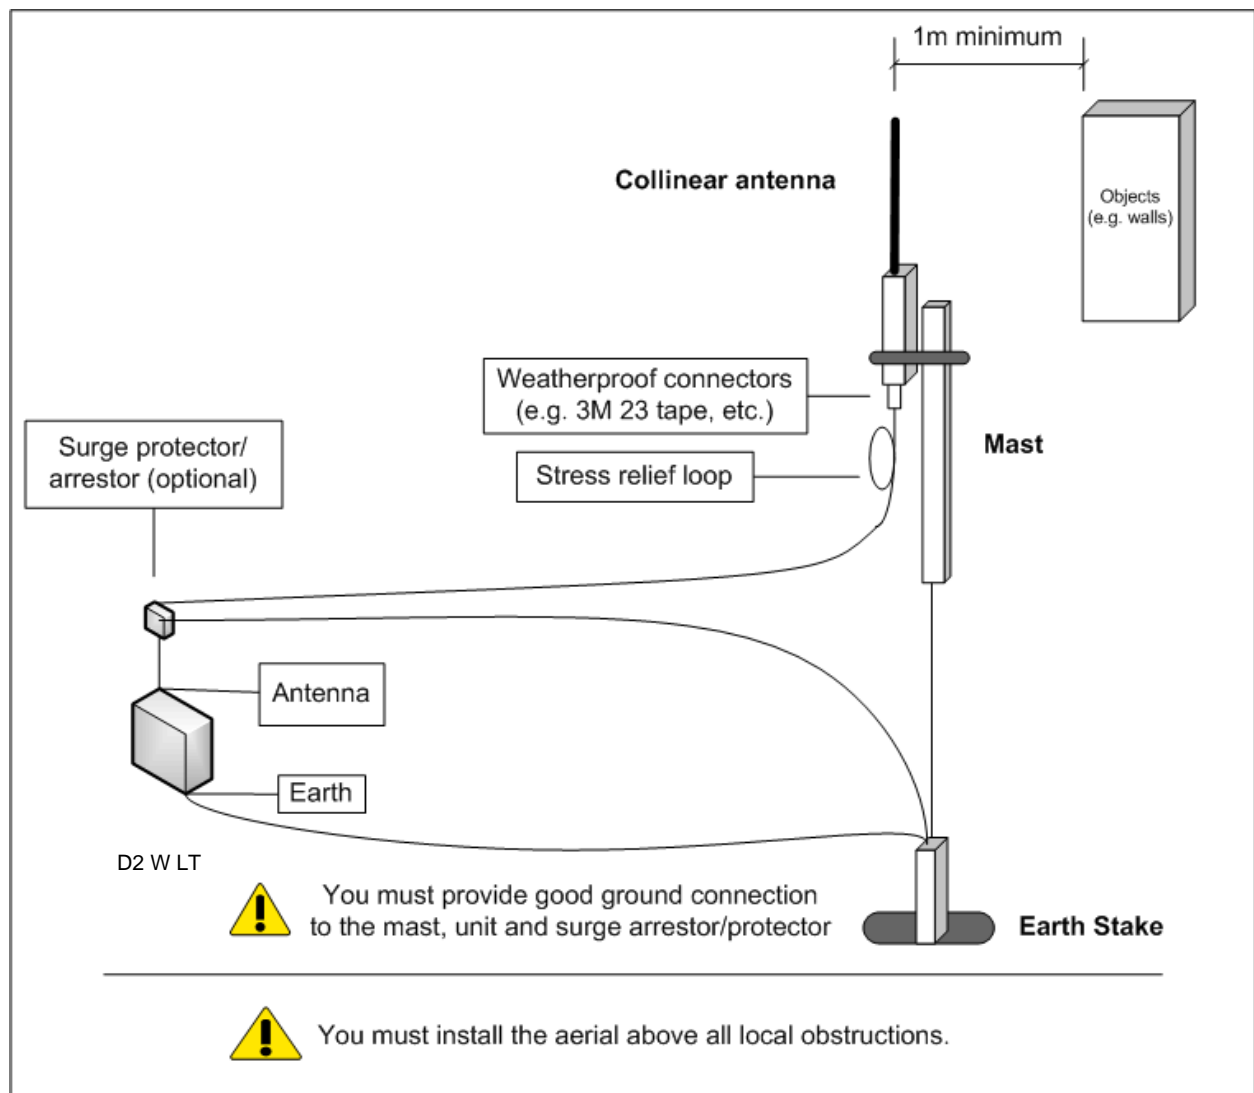 1m minimum
Collinear antenna
Objects
(e.g. walls)
Weatherproof connectors
(e.g. 3M 23 tape, etc.)
Surge protector/
arrestor (optional)
Mast
Stress relief loop
Antenna
Earth
D2 W LT
You must provide good ground connection
to the mast, unit and surge arrestor/protector
Earth Stake
You must install the aerial above all local obstructions.